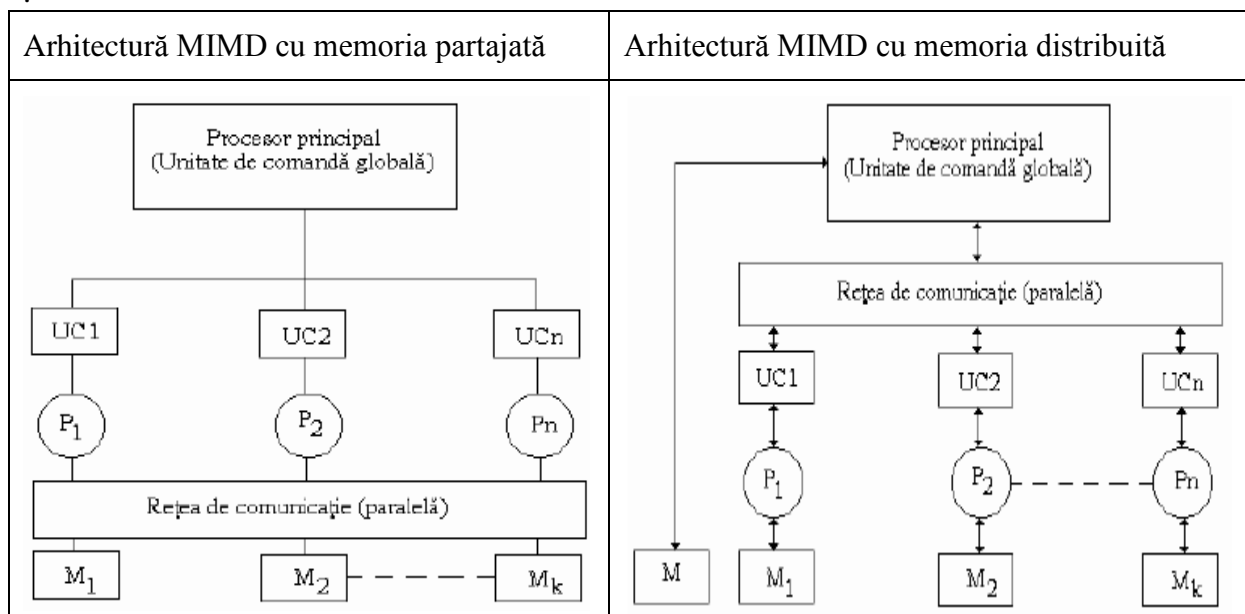 Arhitectură MIMD cu memoria partajată
Arhitectură MIMD cu memoria distribuită
Procesor principal
(Unitate de comandă globală)
UC1 UC2 UCn
P1 P2 Pn
Rețea de comunicație (paralelă)
M1 M2 Mk
Procesor principal
(Unitate de comandă globală)
Rețea de comunicație (paralelă)
UC1 UC2 UCn
P1 P2 Pn
M M1 M2 Mk